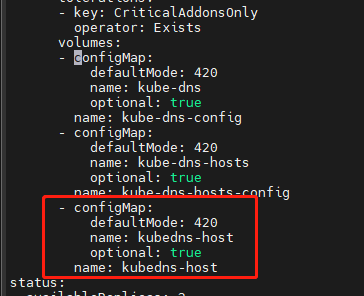 tolerations:
- key: CriticalAddonsOnly
operator: Exists
volumes:
- configMap:
defaultMode: 420
name: kube-dns
optional: true
name: kube-dns-config
- configMap:
defaultMode: 420
name: kube-dns-hosts
optional: true
name: kube-dns-hosts-config
- configMap:
defaultMode: 420
name: kubedns-host
optional: true
name: kubedns-host
status:
availableReplicas: 2